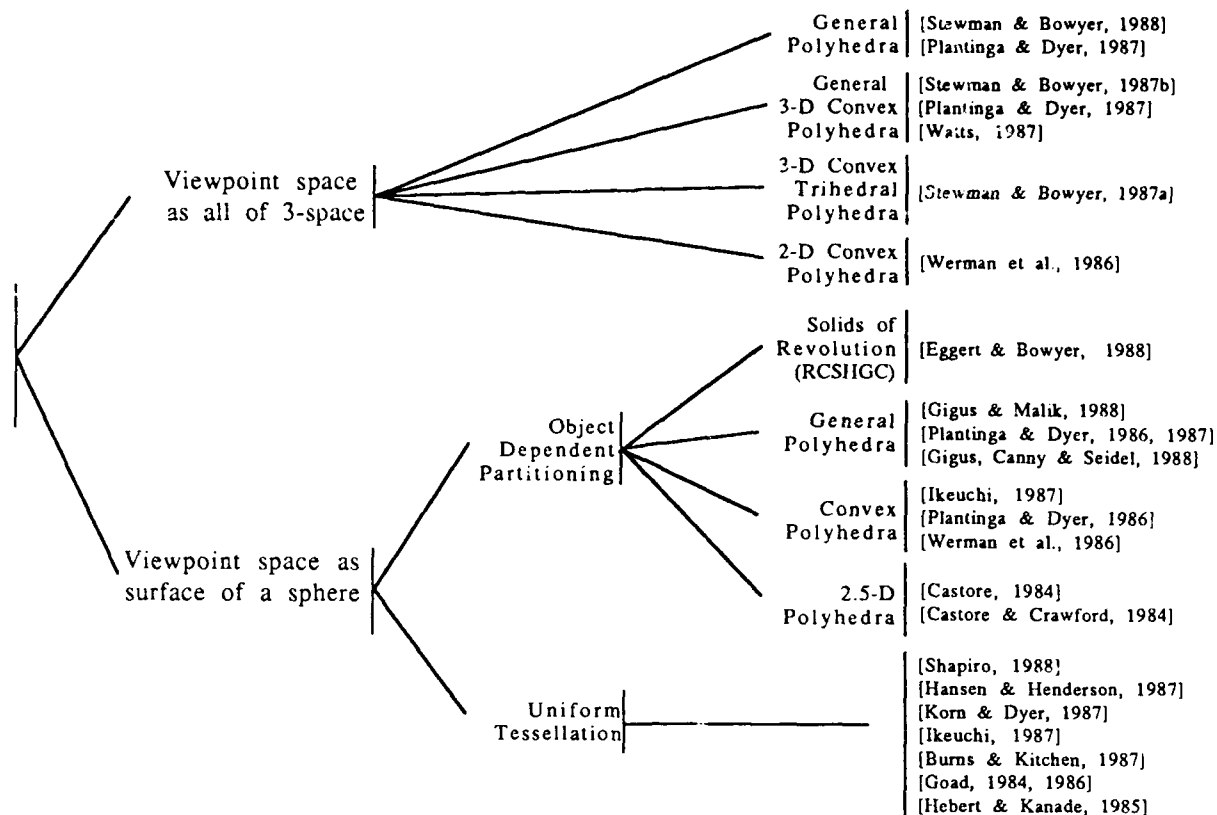 General
Polyhedra
[Stewman & Bowyer, 1988]
[Plantinga & Dyer, 1987]
General
3-D Convex
Polyhedra
[Stewman & Bowyer, 1987b]
[Plantinga & Dyer, 1987]
[Watts, 1987]
Viewpoint space
as all of 3-space
3-D Convex
Trihedral
Polyhedra
[Stewman & Bowyer, 1987a]
2-D Convex
Polyhedra
[Werman et al., 1986]
Solids of
Revolution
(RCSHGC)
[Eggert & Bowyer, 1988]
Object
Dependent
Partitioning
General
Polyhedra
[Gigus & Malik, 1988]
[Plantinga & Dyer, 1986, 1987]
[Gigus, Canny & Seidel, 1988]
Convex
Polyhedra
[Ikeuchi, 1987]
[Plantinga & Dyer, 1986]
[Werman et al., 1986]
Viewpoint space as
surface of a sphere
2.5-D
Polyhedra
[Castore, 1984]
[Castore & Crawford, 1984]
Uniform
Tessellation
[Shapiro, 1988]
[Hansen & Henderson, 1987]
[Korn & Dyer, 1987]
[Ikeuchi, 1987]
[Burns & Kitchen, 1987]
[Goad, 1984, 1986]
[Hebert & Kanade, 1985]